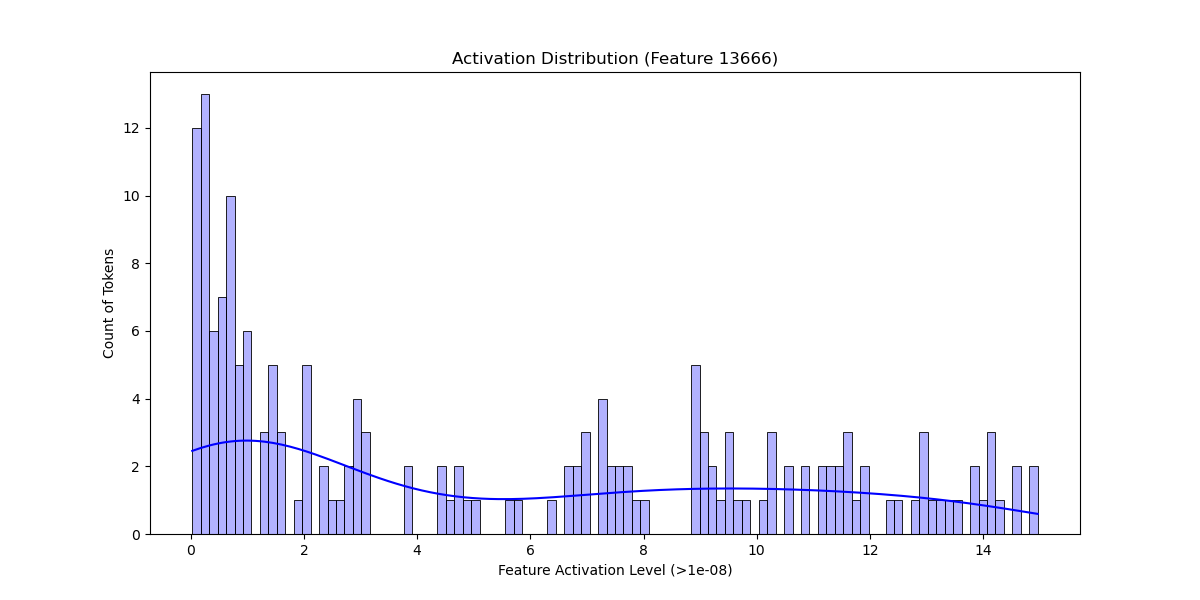 Activation Distribution (Feature 13666)
Count of Tokens
12
10
8
6
4
2
0
0 2 4 6 8 10 12 14
Feature Activation Level (>1e-08)